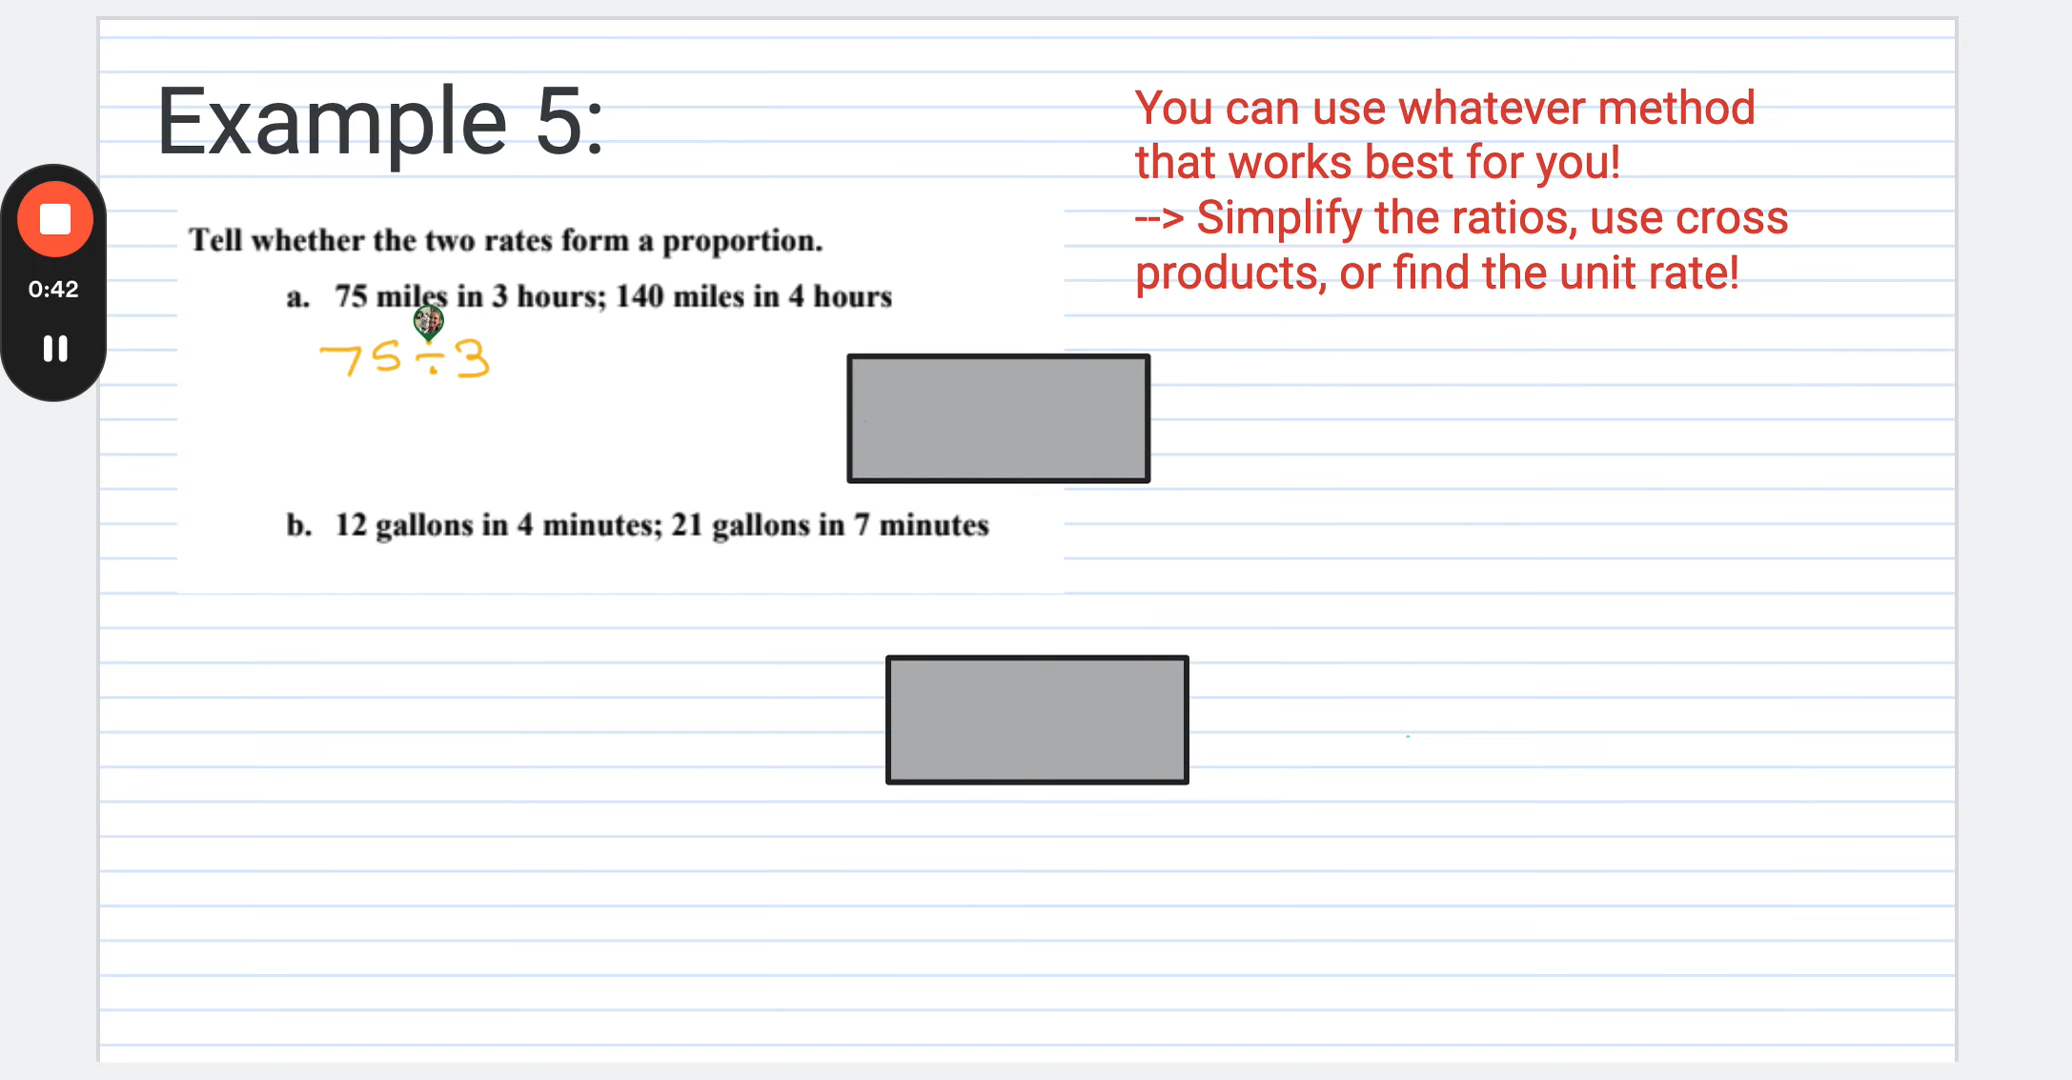 Example 5:
You can use whatever method
that works best for you!
--> Simplify the ratios, use cross
products, or find the unit rate!
0:42
Tell whether the two rates form a proportion.
a. 75 miles in 3 hours; 140 miles in 4 hours
75÷3
b. 12 gallons in 4 minutes; 21 gallons in 7 minutes